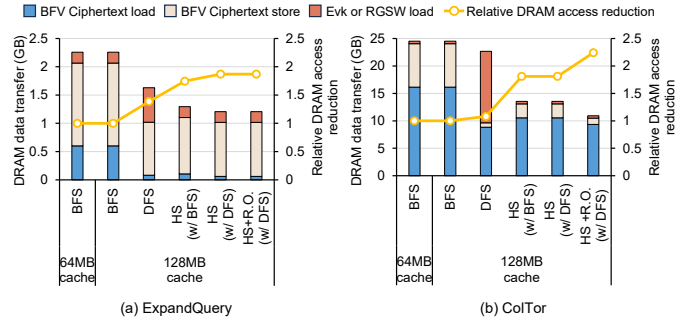 BFV Ciphertext load BFV Ciphertext store Evk or RGSW load Relative DRAM access reduction
DRAM data transfer (GB)
2.5
2
1.5
1
0.5
0
2.5
2
1.5
1
0.5
0
Relative DRAM access
reduction
BFS
BFS
DFS
HS
(w/ BFS)
HS
(w/ DFS)
HS+R.O.
(w/ DFS)
64MB
cache
128MB
cache
(a) ExpandQuery
DRAM data transfer (GB)
25
20
15
10
5
0
2.5
2
1.5
1
0.5
0
Relative DRAM access
reduction
BFS
BFS
DFS
HS
(w/ BFS)
HS
(w/ DFS)
HS +R.O.
(w/ DFS)
64MB
cache
128MB
cache
(b) ColTor